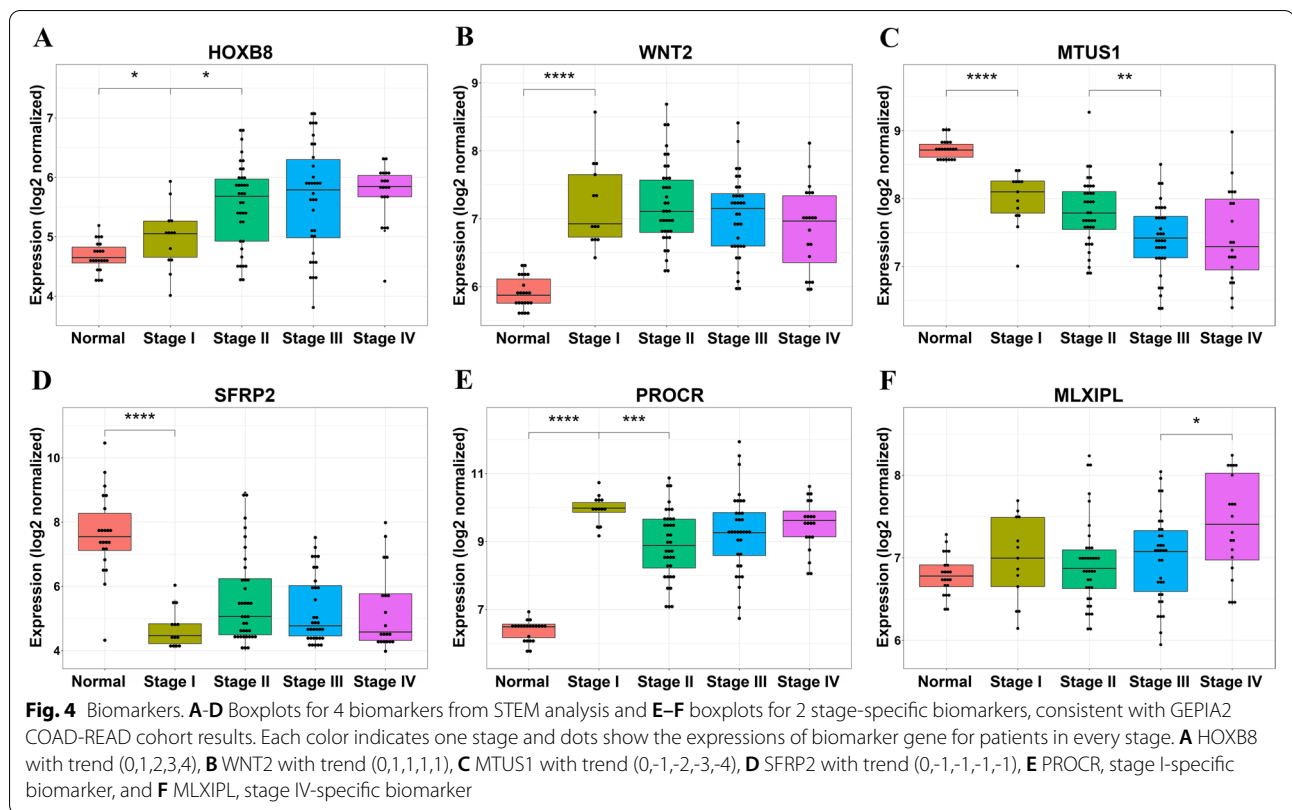 A
HOXB8
* *
Expression (log2 normalized)
7
6
5
4
Normal Stage I Stage II Stage III Stage IV
B
WNT2
****
Expression (log2 normalized)
9
8
7
6
Normal Stage I Stage II Stage III Stage IV
C
MTUS1
**** **
Expression (log2 normalized)
9
8
7
Normal Stage I Stage II Stage III Stage IV
D
SFRP2
****
Expression (log2 normalized)
10
8
6
4
Normal Stage I Stage II Stage III Stage IV
E
PROCR
**** ***
Expression (log2 normalized)
11
9
7
Normal Stage I Stage II Stage III Stage IV
F
MLXIPL
*
Expression (log2 normalized)
8
7
6
Normal Stage I Stage II Stage III Stage IV
Fig. 4 Biomarkers. A-D Boxplots for 4 biomarkers from STEM analysis and E–F boxplots for 2 stage-specific biomarkers, consistent with GEPIA2
COAD-READ cohort results. Each color indicates one stage and dots show the expressions of biomarker gene for patients in every stage. A HOXB8
with trend (0,1,2,3,4), B WNT2 with trend (0,1,1,1,1), C MTUS1 with trend (0,-1,-2,-3,-4), D SFRP2 with trend (0,-1,-1,-1,-1), E PROCR, stage I-specific
biomarker, and F MLXIPL, stage IV-specific biomarker